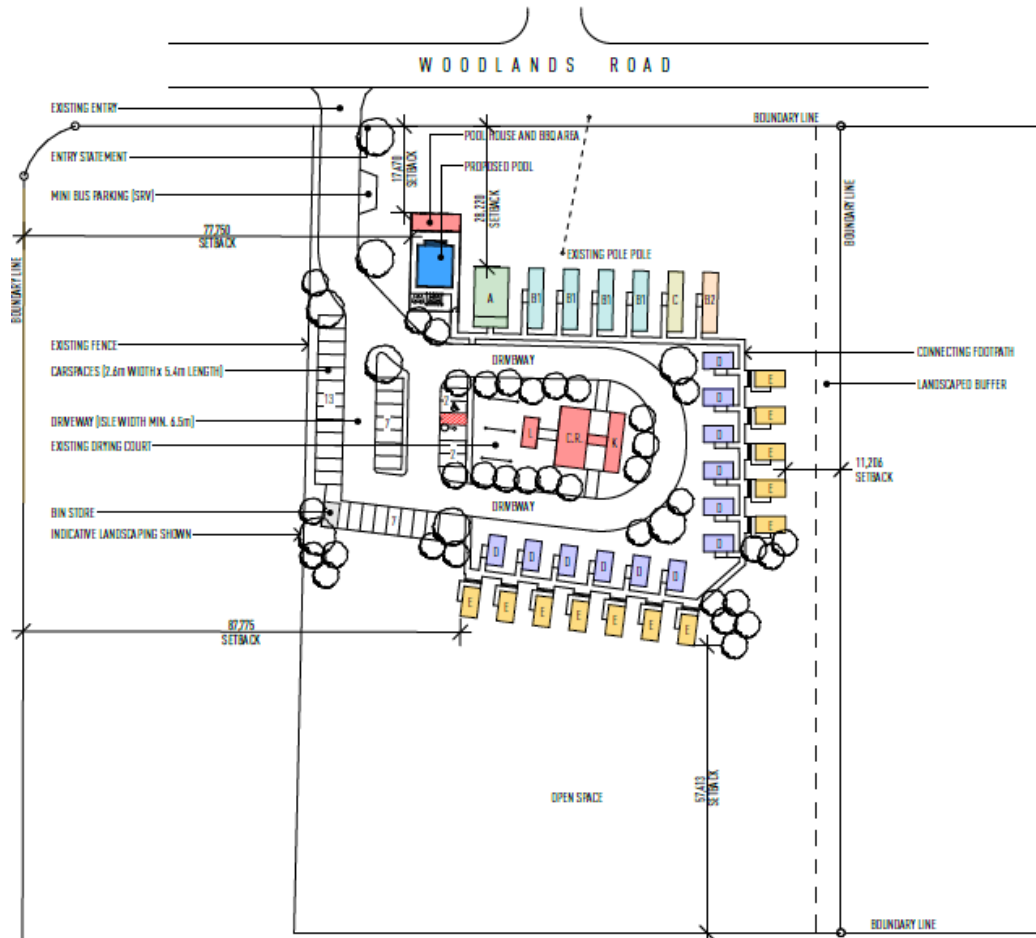 WOODLANDS ROAD
EXISTING ENTRY
BOUNDARY LINE
POOL HOUSE AND BBQ AREA
ENTRY STATEMENT
17,670
SETBACK
28,220
SETBACK
PROPOSED POOL
MINI BUS PARKING (SRV)
BOUNDARY LINE
77,750
SETBACK
EXISTING POLE POLE
BOUNDARY LINE
A
B1
B1
B1
B1
C
B2
EXISTING FENCE
DRIVEWAY
CONNECTING FOOTPATH
D
CARSPACES (2.6m WIDTH x 5.4m LENGTH)
E
LANDSCAPED BUFFER
13
2
D
E
DRIVEWAY (ISLE WIDTH MIN. 6.5m)
7
L
C.R.
K
D
EXISTING DRYING COURT
2
E
11,206
SETBACK
D
E
DRIVEWAY
D
BIN STORE
7
E
INDICATIVE LANDSCAPING SHOWN
D
D
D
D
D
D
D
E
E
E
E
E
E
E
87,775
SETBACK
57,413
SETBACK
OPEN SPACE
BOUNDARY LINE